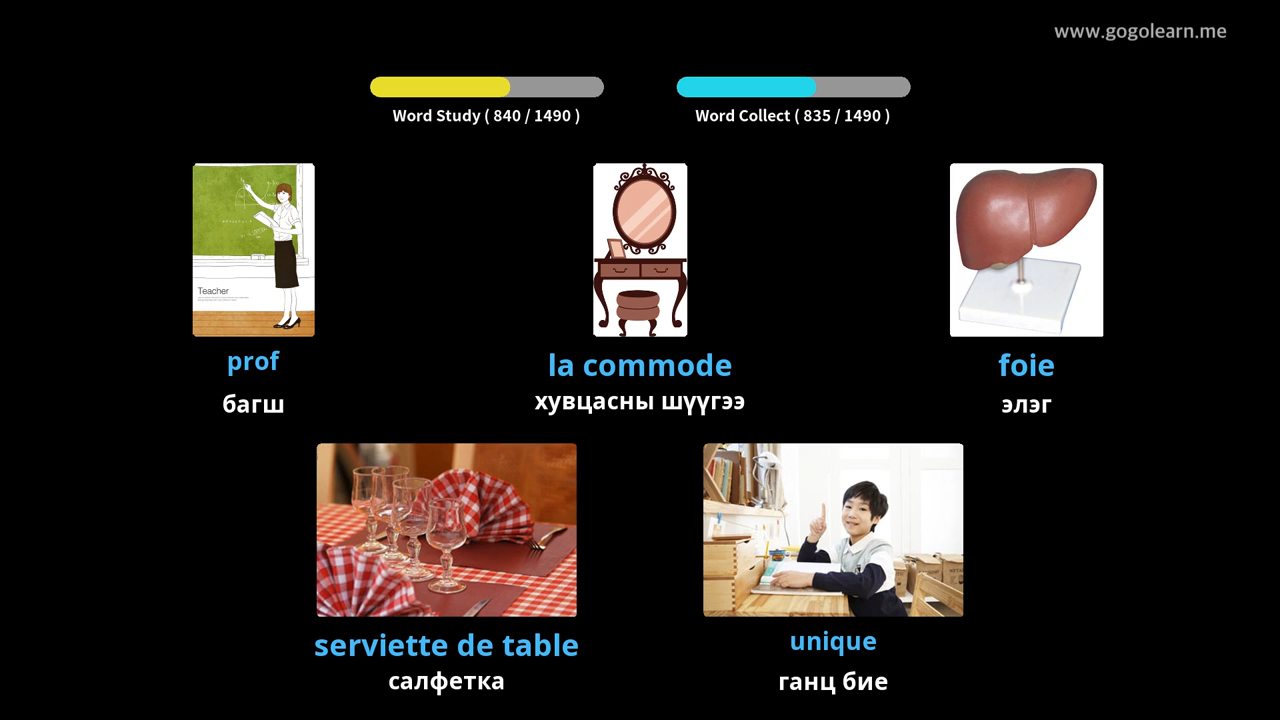 www.gogolearn.me
Word Study ( 840 / 1490 )
Word Collect ( 835 / 1490 )
Teacher
prof
багш
la commode
хувцасны шүүгээ
foie
элэг
serviette de table
салфетка
unique
ганц бие